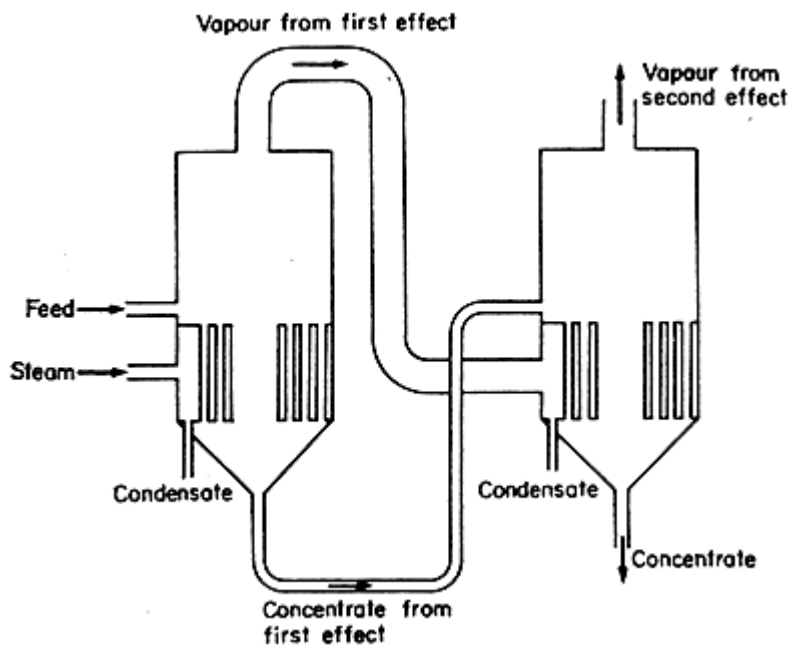 Vapour from first effect
Vapour from
second effect
Feed
Steam
Condensate
Condensate
Concentrate
Concentrate from
first effect